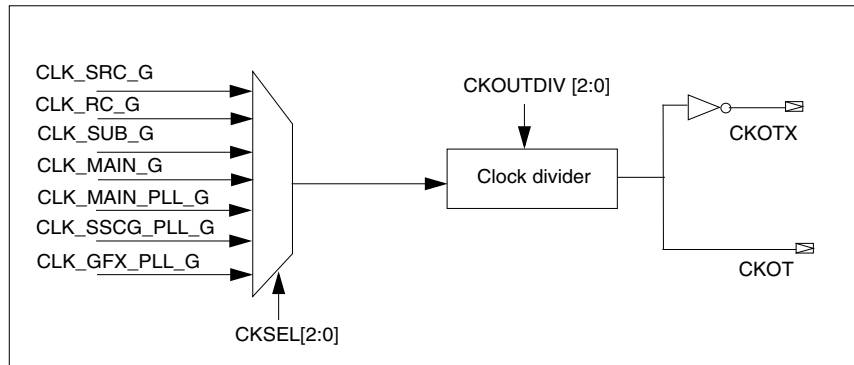 CLK_SRC_G
CLK_RC_G
CLK_SUB_G
CLK_MAIN_G
CLK_MAIN_PLL_G
CLK_SSCG_PLL_G
CLK_GFX_PLL_G
CKSEL[2:0]
CKOUTDIV [2:0]
Clock divider
CKOTX
CKOT